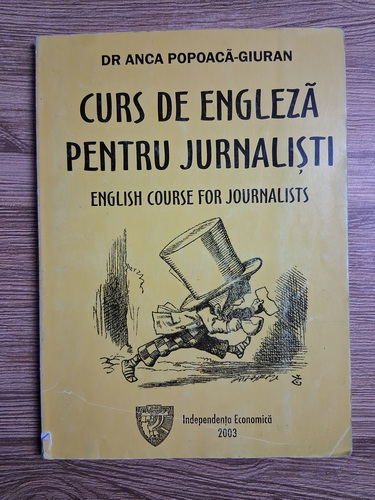 DR ANCA POPOACĂ-GIURAN
CURS DE ENGLEZĂ
PENTRU JURNALIȘTI
ENGLISH COURSE FOR JOURNALISTS
Independența Economică
2003